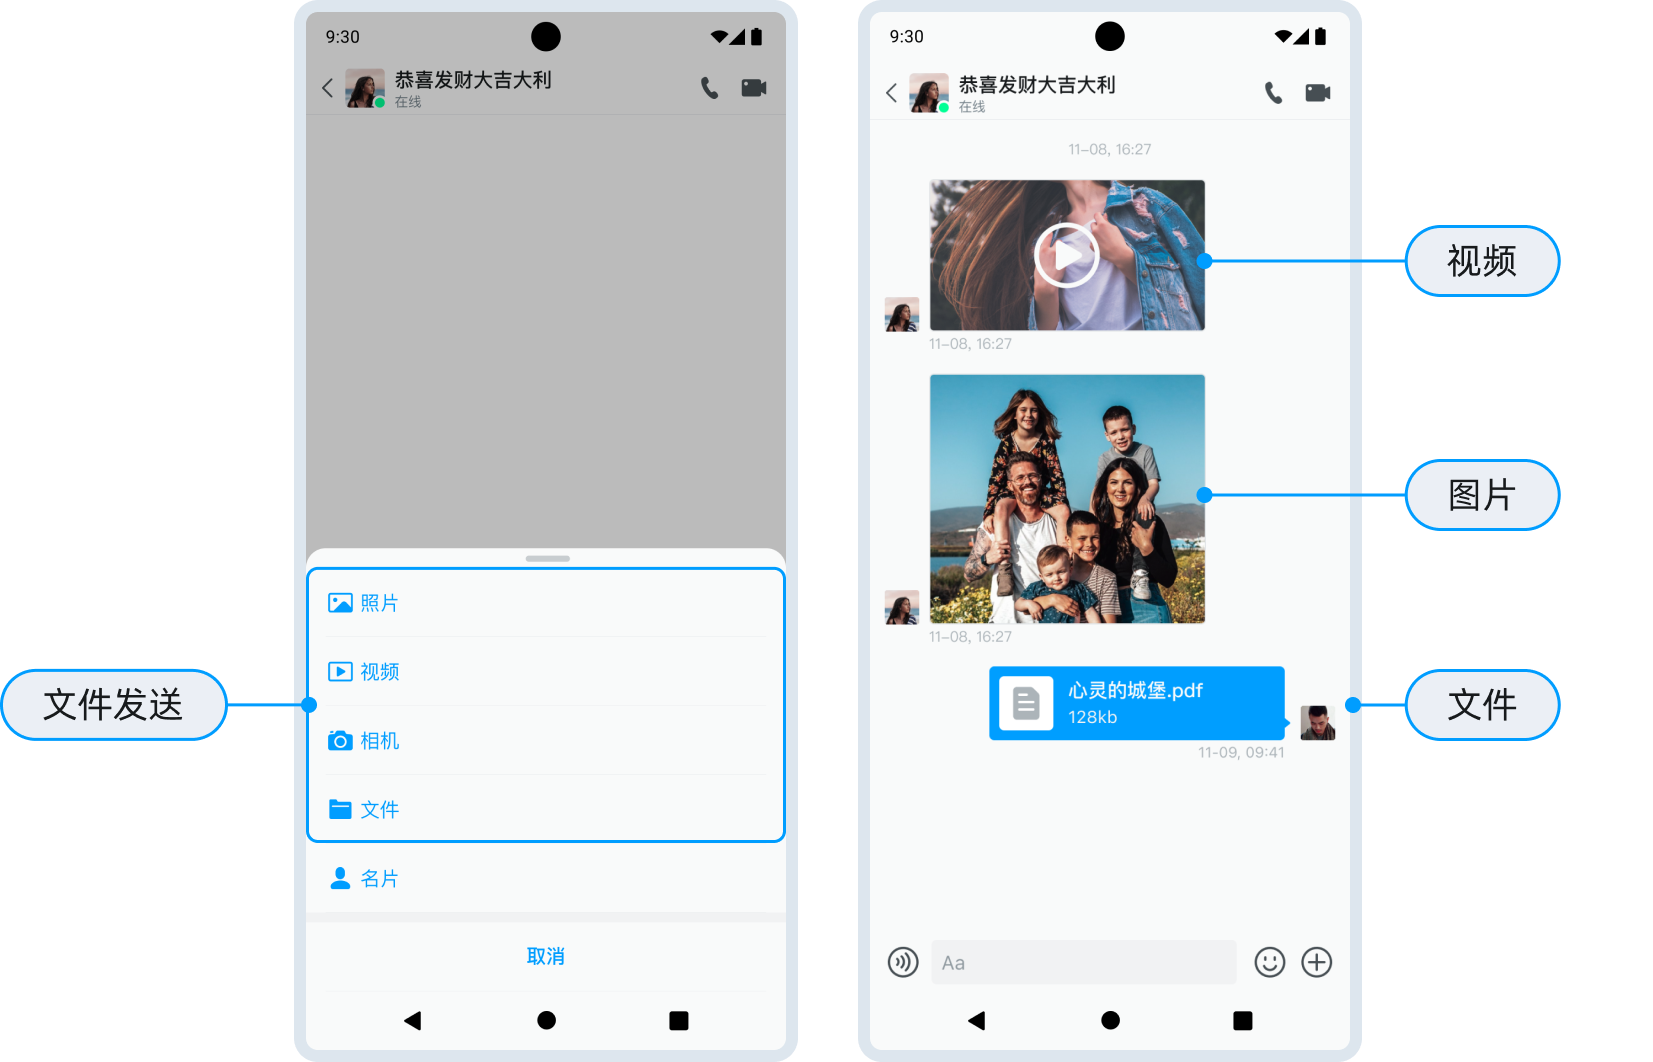 9:30
恭喜发财大吉大利
在线
照片
视频
相机
文件
名片
取消
文件发送
9:30
恭喜发财大吉大利
在线
11-08, 16:27
11-08, 16:27
11-08, 16:27
心灵的城堡.pdf
128kb
11-09, 09:41
Aa
视频
图片
文件